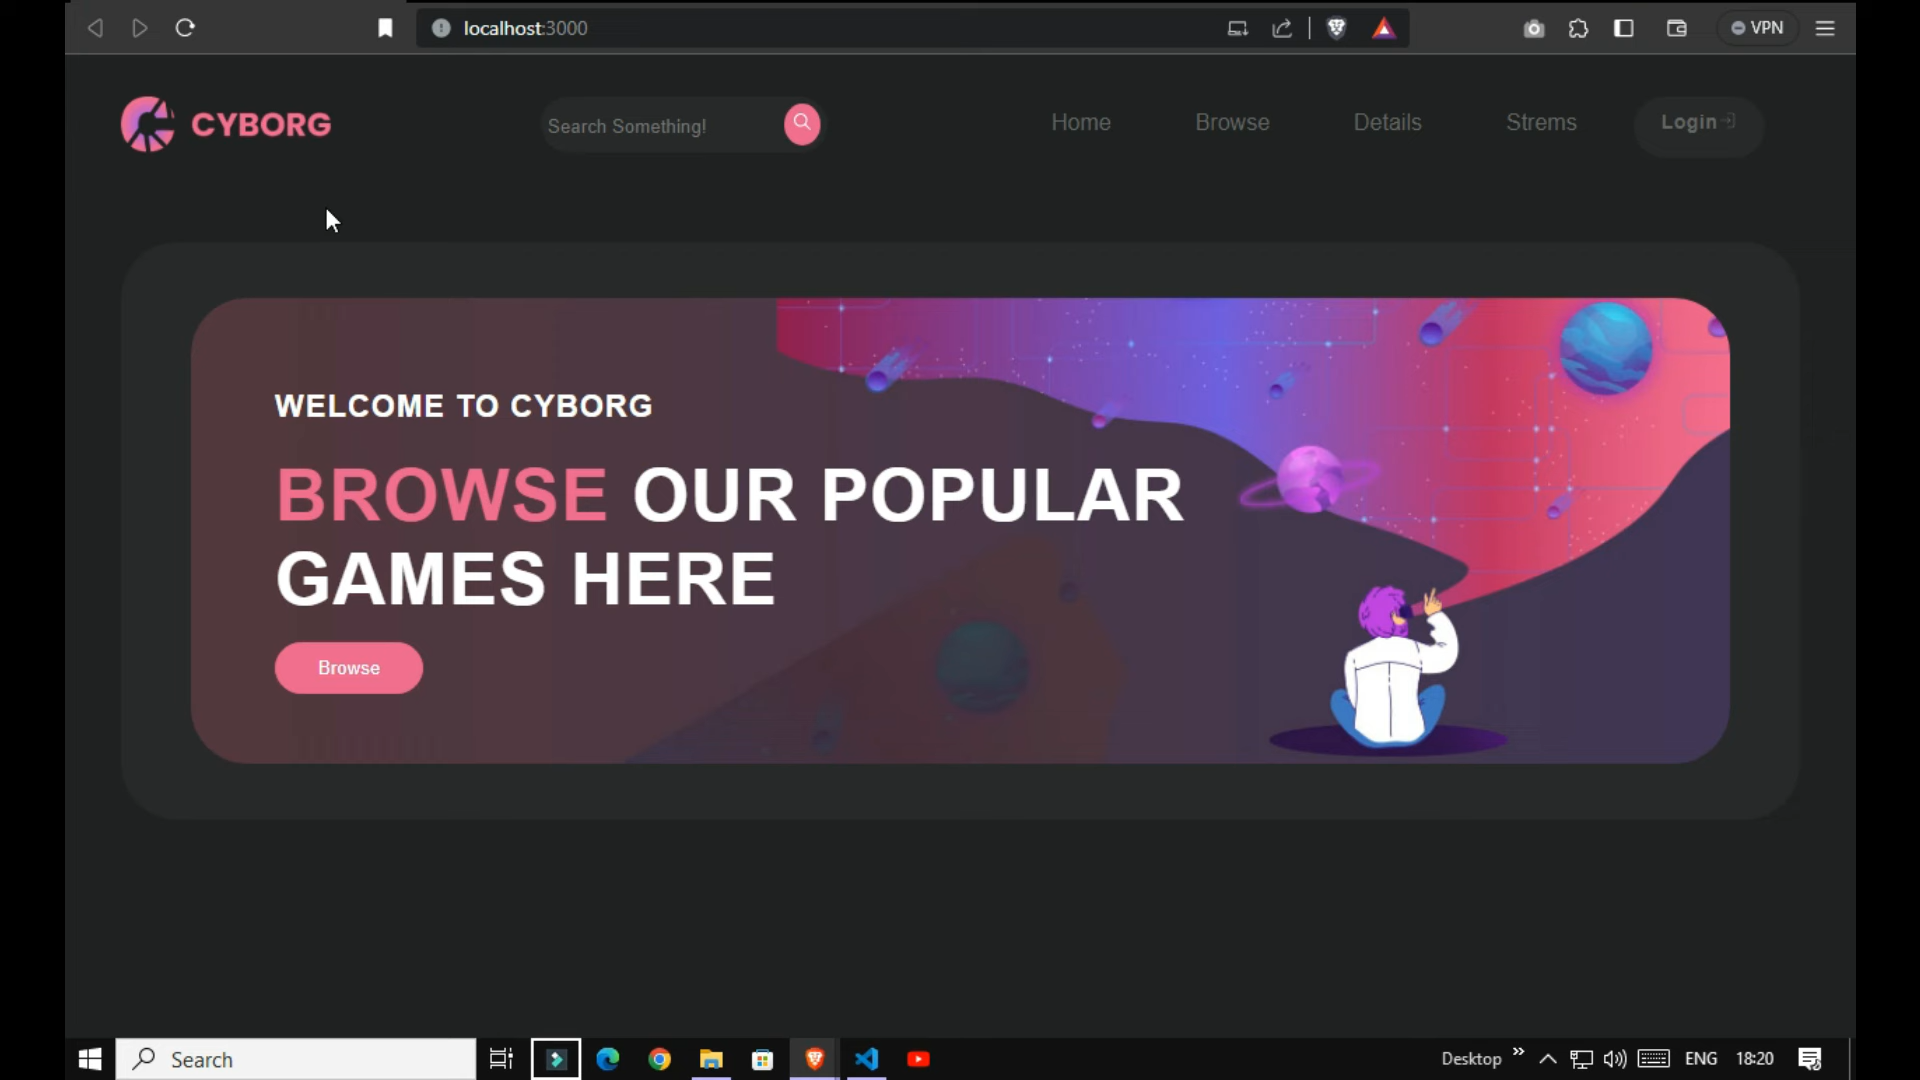 localhost:3000
VPN
CYBORG
Search Something!
Home
Browse
Details
Strems
Login
WELCOME TO CYBORG
BROWSE OUR POPULAR
GAMES HERE
Browse
Search
Desktop
ENG
18:20